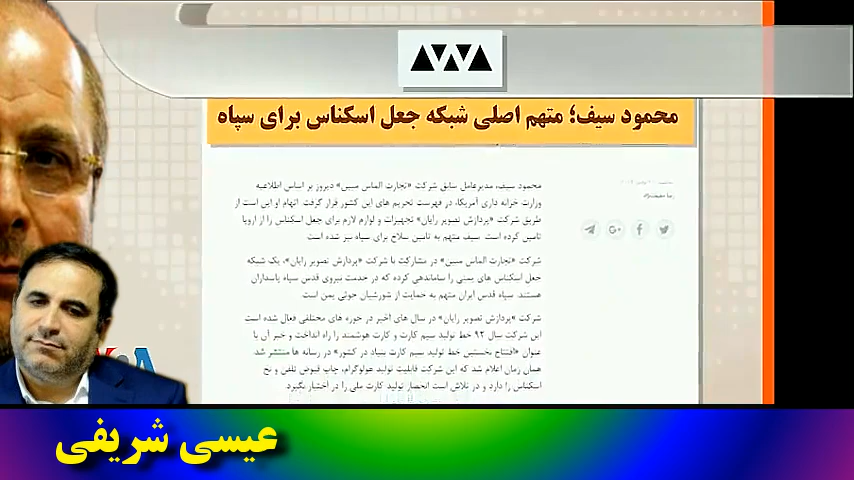 محمود سیف؛ متهم اصلی شبکه جعل اسکناس برای سپاه
محمود سیف، مدیرعامل سابق شرکت «تجارت الماس مبین» دیروز بر اساس اطلاعیه
وزارت خزانه داری آمریکا، در فهرست تحریم های این کشور قرار گرفت. اتهام او این است از
طریق شرکت «پردازش تصویر رایان» تجهیزات و لوازم لازم برای جعل اسکناس را از اروپا
تامین کرده است. سیف متهم به تامین سلاح برای سپاه نیز شده است
شرکت «تجارت الماس مبین» در مشارکت با شرکت «پردازش تصویر رایان»، یک شبکه
جعل اسکناس های یمنی را ساماندهی کرده که در خدمت نیروی قدس سپاه پاسداران
هستند. سپاه قدس ایران متهم به حمایت از شورشیان حوثی یمن است.
شرکت «پردازش تصویر رایان» در سال های اخیر در حوزه های مختلفی فعال شده است
این شرکت سال ۹۲ خط تولید سیم کارت و کارت هوشمند را راه انداخت و خبر آن با
عنوان «افتتاح نخستین خط تولید سیم کارت بنیاد در کشور» در رسانه ها منتشر شد
همان زمان اعلام شد که این شرکت قابلیت تولید هولوگرام، چاپ قبوض تلفن و نخ
اسکناس را دارد و در تلاش است انحصار تولید کارت ملی را در اختیار بگیرد
عیسی شریفی